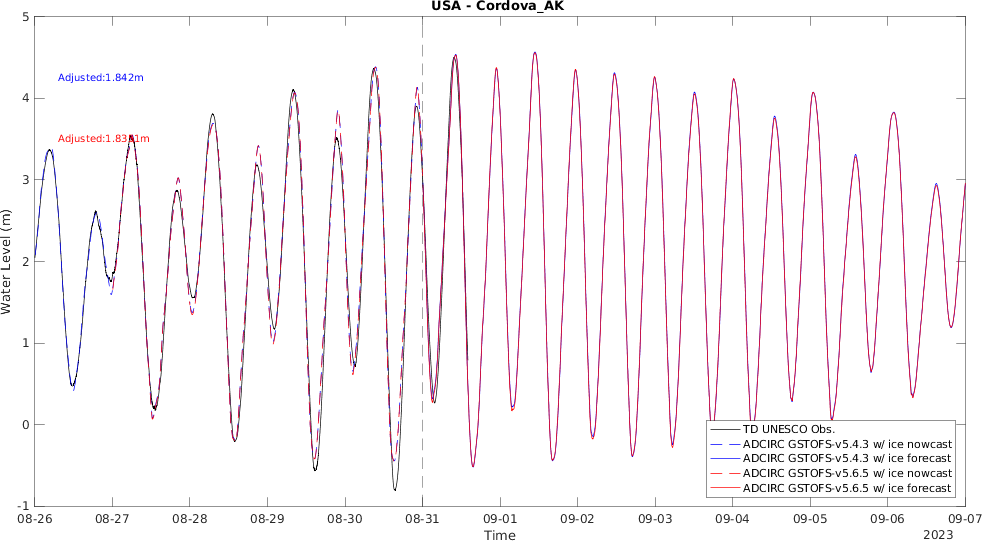 USA - Cordova_AK
5
4
3
2
1
0
-1
Water Level (m)
Adjusted:1.842m
TD UNESCO Obs.
ADCIRC GSTOFS-v5.4.3 w/ ice nowcast
ADCIRC GSTOFS-v5.4.3 w/ ice forecast
ADCIRC GSTOFS-v5.6.5 w/ ice nowcast
ADCIRC GSTOFS-v5.6.5 w/ ice forecast
08-26 08-27 08-28 08-29 08-30 08-31 09-01 09-02 09-03 09-04 09-05 09-06 09-07
Time
2023